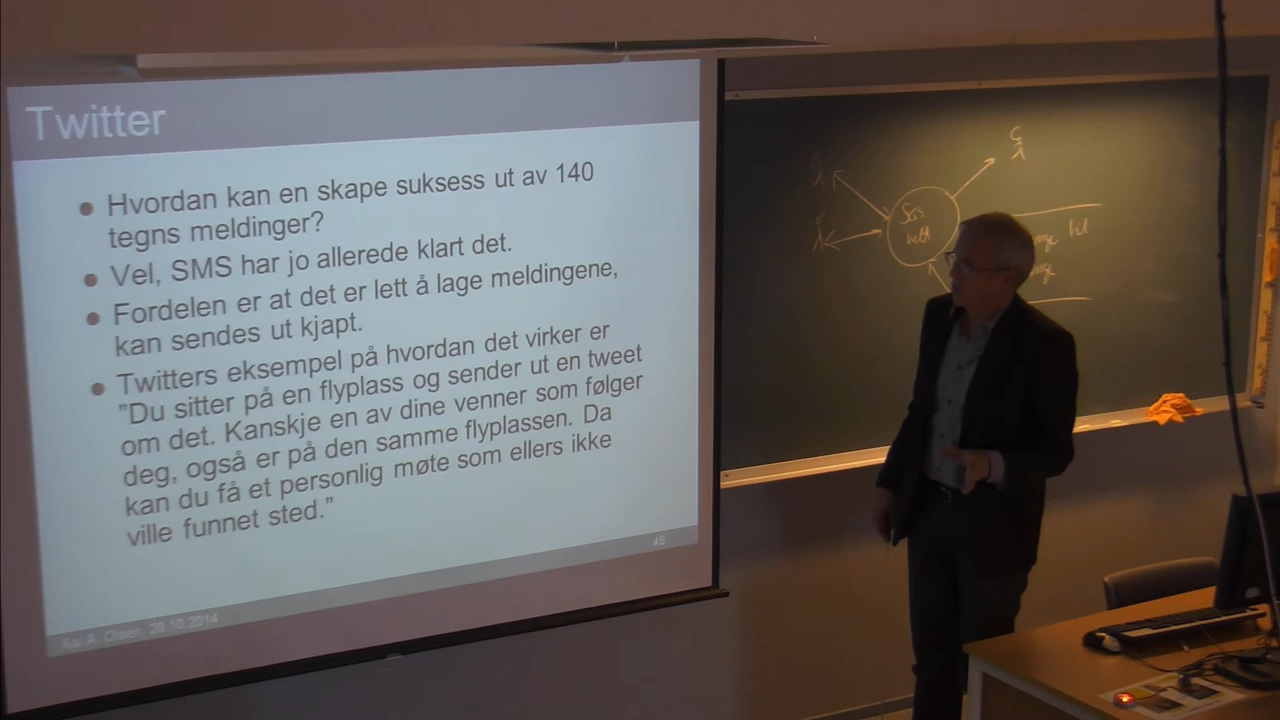 Twitter
Hvordan kan en skape suksess ut av 140
tegns meldinger?
Vel, SMS har jo allerede klart det.
Fordelen er at det er lett å lage meldingene,
kan sendes ut kjapt.
Twitters eksempel på hvordan det virker er
”Du sitter på en flyplass og sender ut en tweet
om det. Kanskje en av dine venner som følger
deg, også er på den samme flyplassen. Da
kan du få et personlig møte som ellers ikke
ville funnet sted.”
45
Kai A. Olsen, 20.10.2014